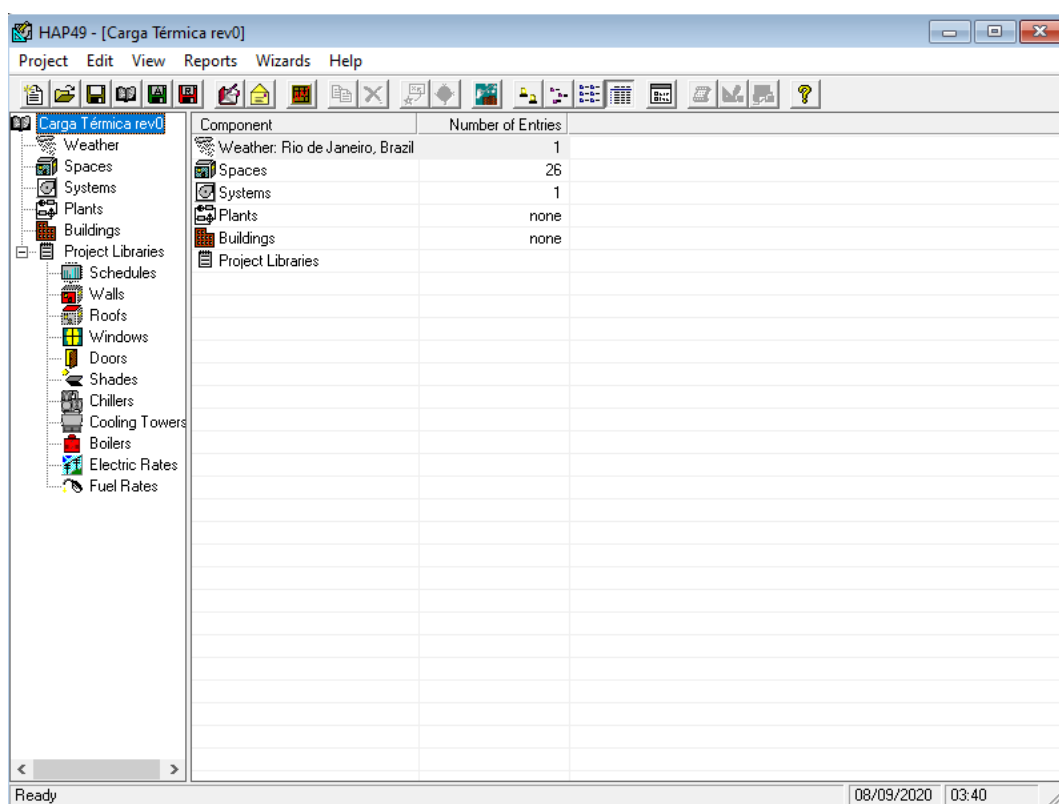 HAP49 - [Carga Térmica rev0]
Project Edit View Reports Wizards Help
Carga Térmica rev0
Weather
Spaces
Systems
Plants
Buildings
Project Libraries
Schedules
Walls
Roofs
Windows
Doors
Shades
Chillers
Cooling Towers
Boilers
Electric Rates
Fuel Rates
Component Number of Entries
Weather: Rio de Janeiro, Brazil 1
Spaces 26
Systems 1
Plants none
Buildings none
Project Libraries
Ready 08/09/2020 03:40